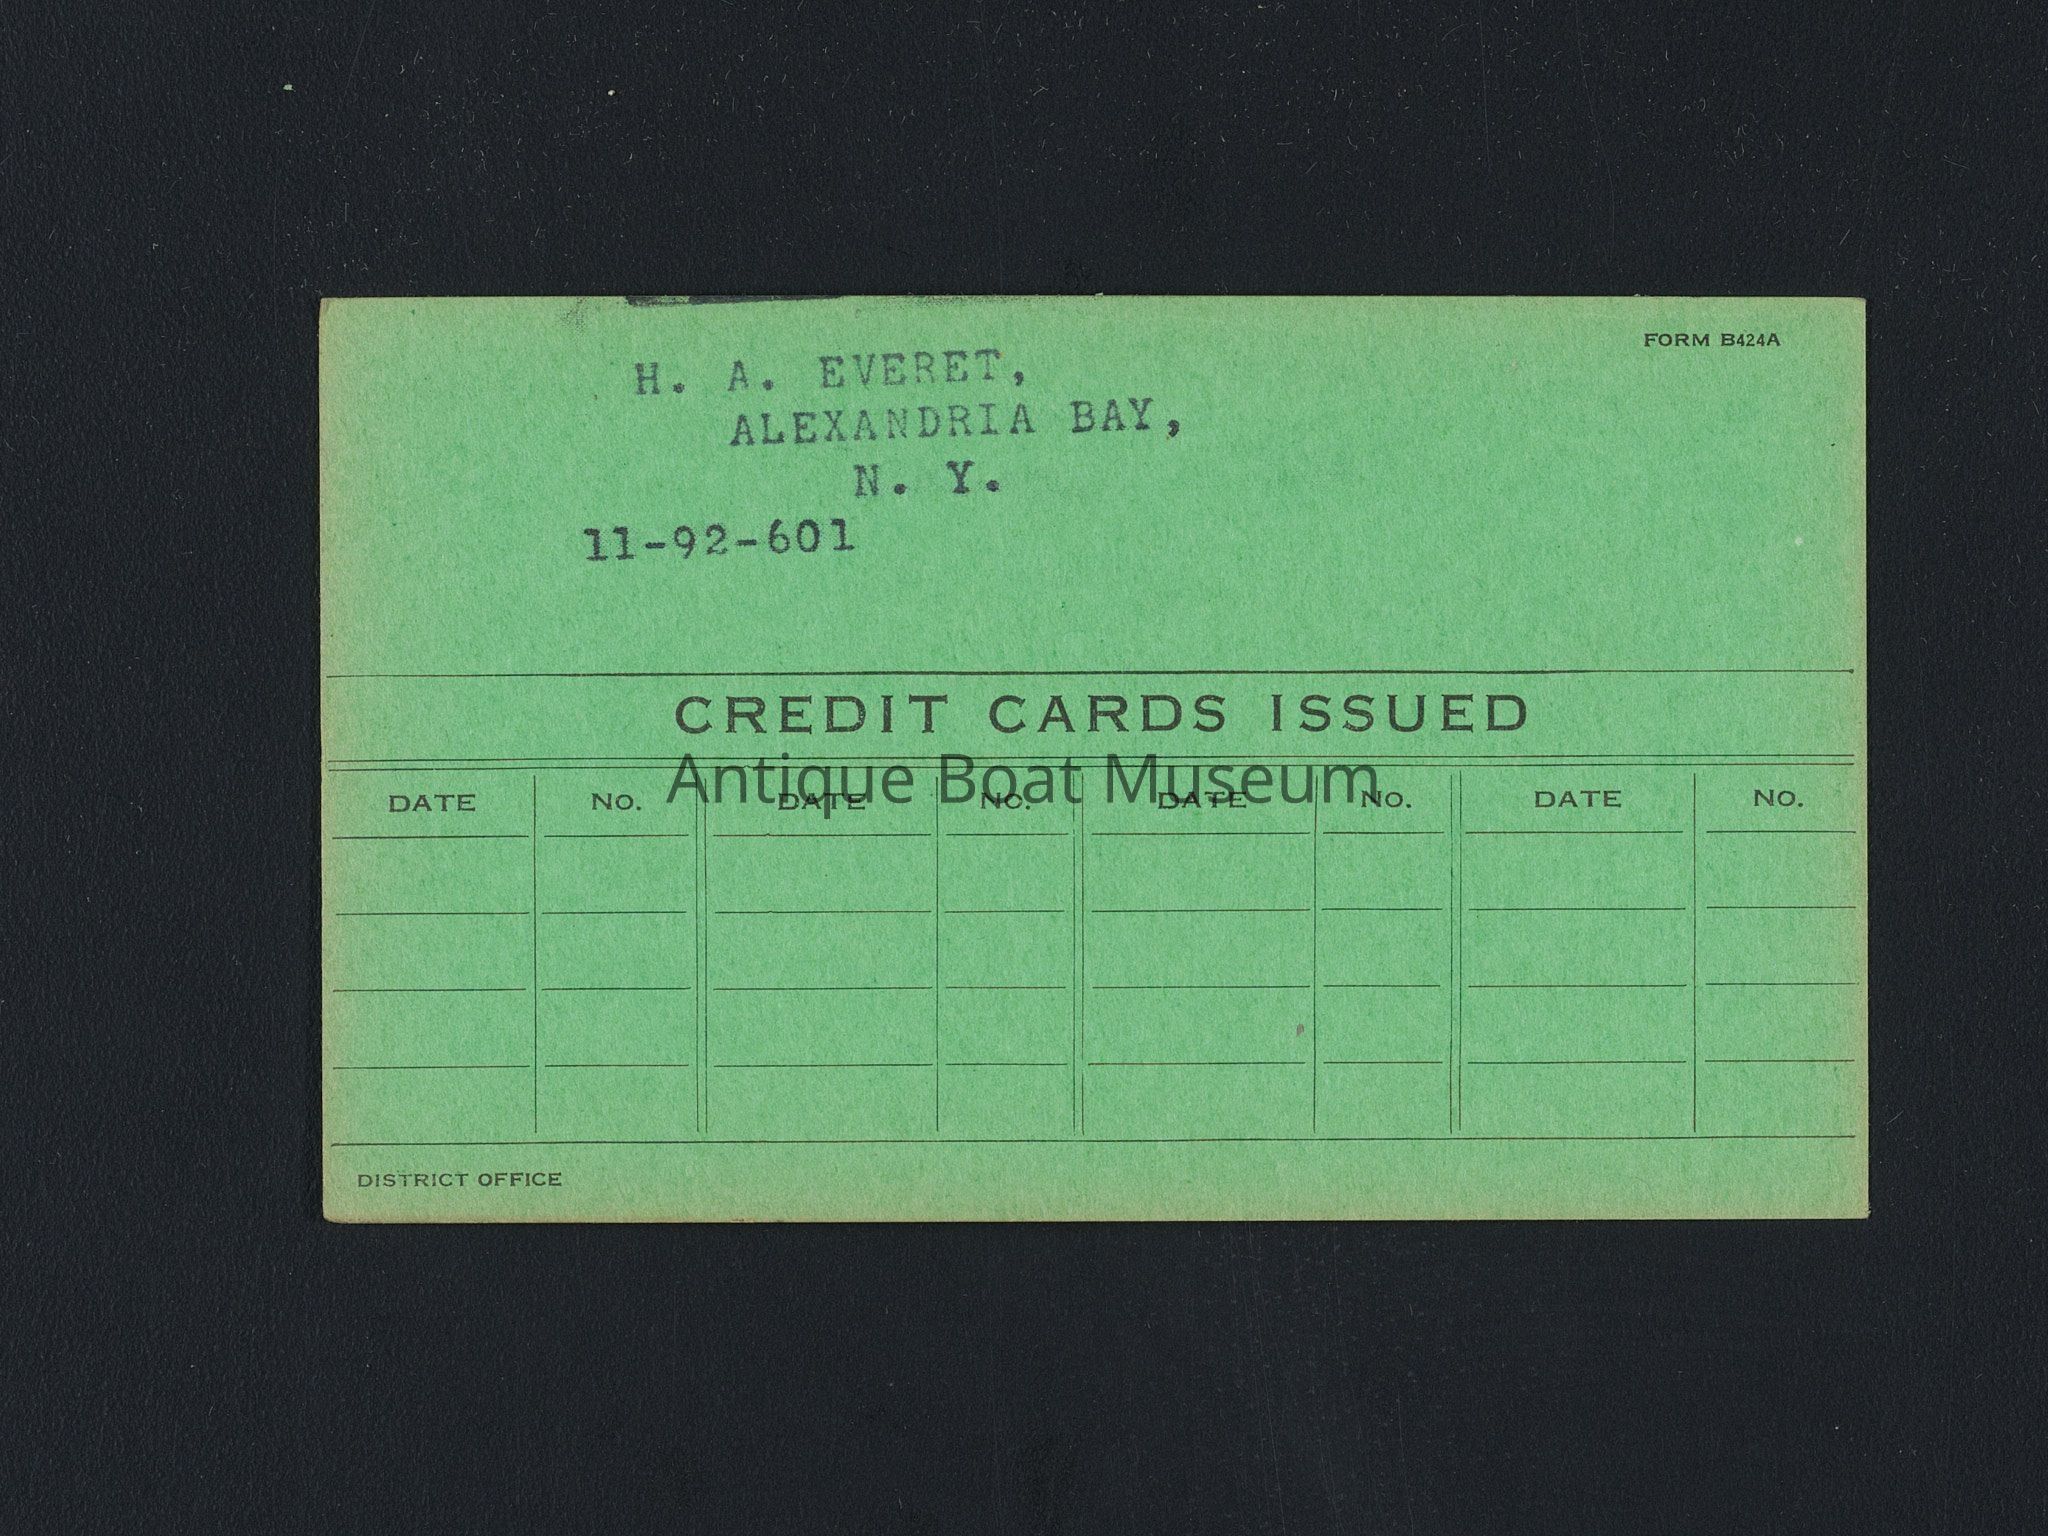 FORM B424A
H. A. EVERET,
ALEXANDRIA BAY,
N. Y.
11-92-601
CREDIT CARDS ISSUED
Antique Boat Museum
DATE NO. DATE NO. DATE NO. DATE NO.
DISTRICT OFFICE